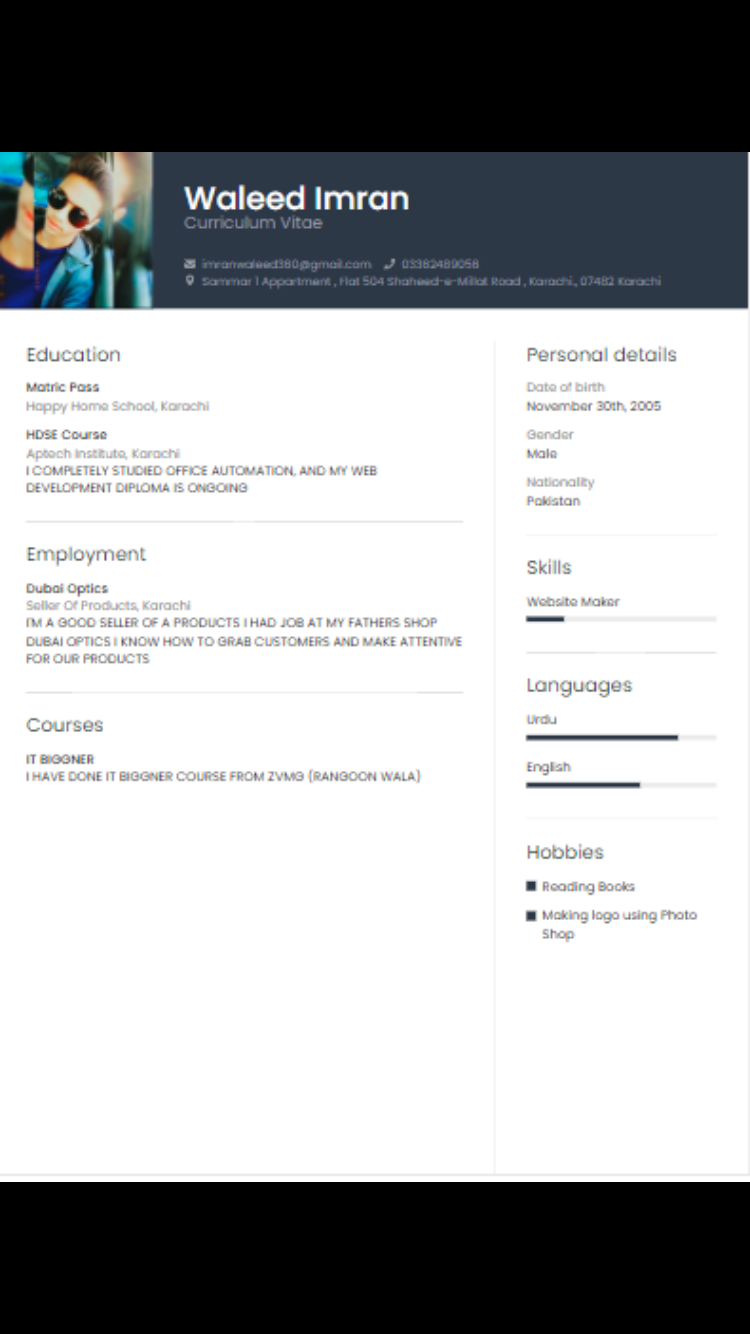 Waleed Imran
Curriculum Vitae
imranwaleed380@gmail.com 03382489056
Sammar 1 Appartment , Flat 504 Shaheed-e-Millat Road , Karachi., 07482 Karachi
Education
Matric Pass
Happy Home School, Karachi
HDSE Course
Aptech Institute, Karachi
I COMPLETELY STUDIED OFFICE AUTOMATION, AND MY WEB
DEVELOPMENT DIPLOMA IS ONGOING
Employment
Dubai Optics
Seller Of Products, Karachi
I'M A GOOD SELLER OF A PRODUCTS I HAD JOB AT MY FATHERS SHOP
DUBAI OPTICS I KNOW HOW TO GRAB CUSTOMERS AND MAKE ATTENTIVE
FOR OUR PRODUCTS
Courses
IT BIGGNER
I HAVE DONE IT BIGGNER COURSE FROM ZVMG (RANGOON WALA)
Personal details
Date of birth
November 30th, 2005
Gender
Male
Nationality
Pakistan
Skills
Website Maker
Languages
Urdu
English
Hobbies
Reading Books
Making logo using Photo
Shop